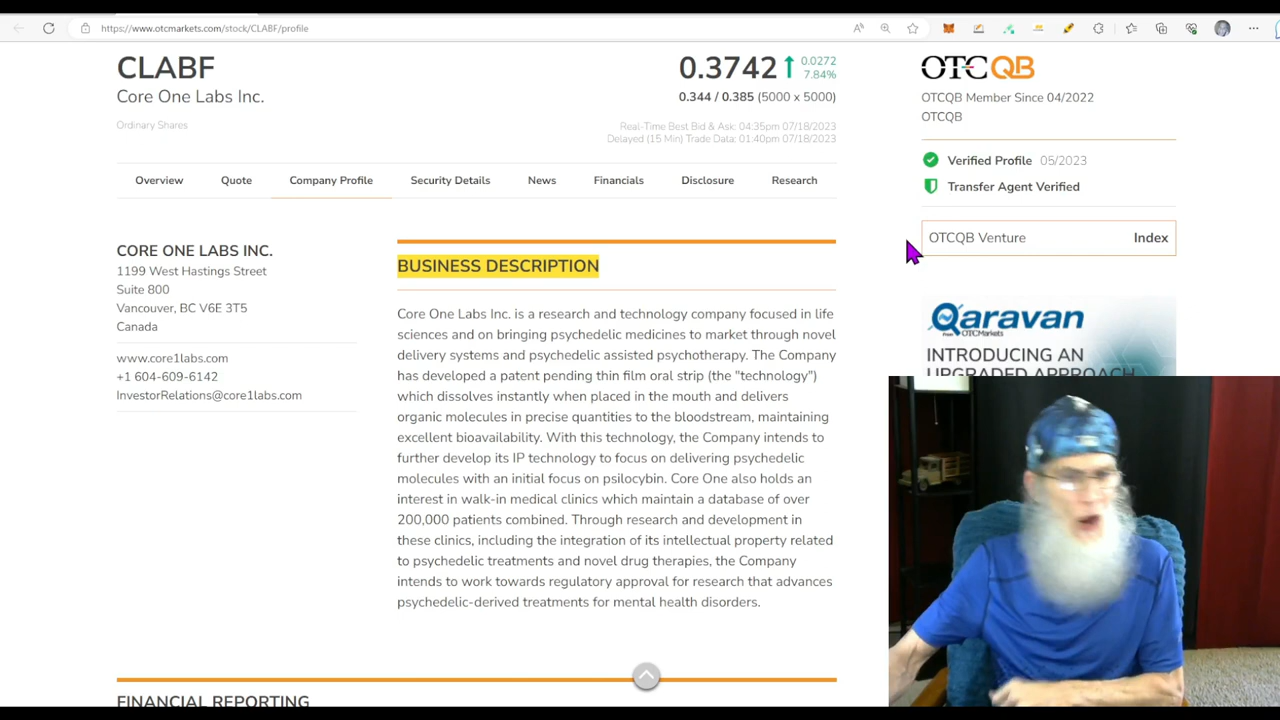 https://www.otcmarkets.com/stock/CLABF/profile
CLABF
Core One Labs Inc.
Ordinary Shares
0.3742
0.0272
7.84%
0.344 / 0.385 (5000 x 5000)
Real-Time Best Bid & Ask: 04:35pm 07/18/2023
Delayed (15 Min) Trade Data: 01:40pm 07/18/2023
OTCQB
OTCQB Member Since 04/2022
OTCQB
Verified Profile 05/2023
Transfer Agent Verified
OTCQB Venture Index
Overview Quote Company Profile Security Details News Financials Disclosure Research
CORE ONE LABS INC.
1199 West Hastings Street
Suite 800
Vancouver, BC V6E 3T5
Canada
www.core1labs.com
+1 604-609-6142
InvestorRelations@core1labs.com
BUSINESS DESCRIPTION
Core One Labs Inc. is a research and technology company focused in life
sciences and on bringing psychedelic medicines to market through novel
delivery systems and psychedelic assisted psychotherapy. The Company
has developed a patent pending thin film oral strip (the "technology")
which dissolves instantly when placed in the mouth and delivers
organic molecules in precise quantities to the bloodstream, maintaining
excellent bioavailability. With this technology, the Company intends to
further develop its IP technology to focus on delivering psychedelic
molecules with an initial focus on psilocybin. Core One also holds an
interest in walk-in medical clinics which maintain a database of over
200,000 patients combined. Through research and development in
these clinics, including the integration of its intellectual property related
to psychedelic treatments and novel drug therapies, the Company
intends to work towards regulatory approval for research that advances
psychedelic-derived treatments for mental health disorders.
Qaravan
From OTCMarkets
INTRODUCING AN
UPGRADED APPROACH
FINANCIAL REPORTING